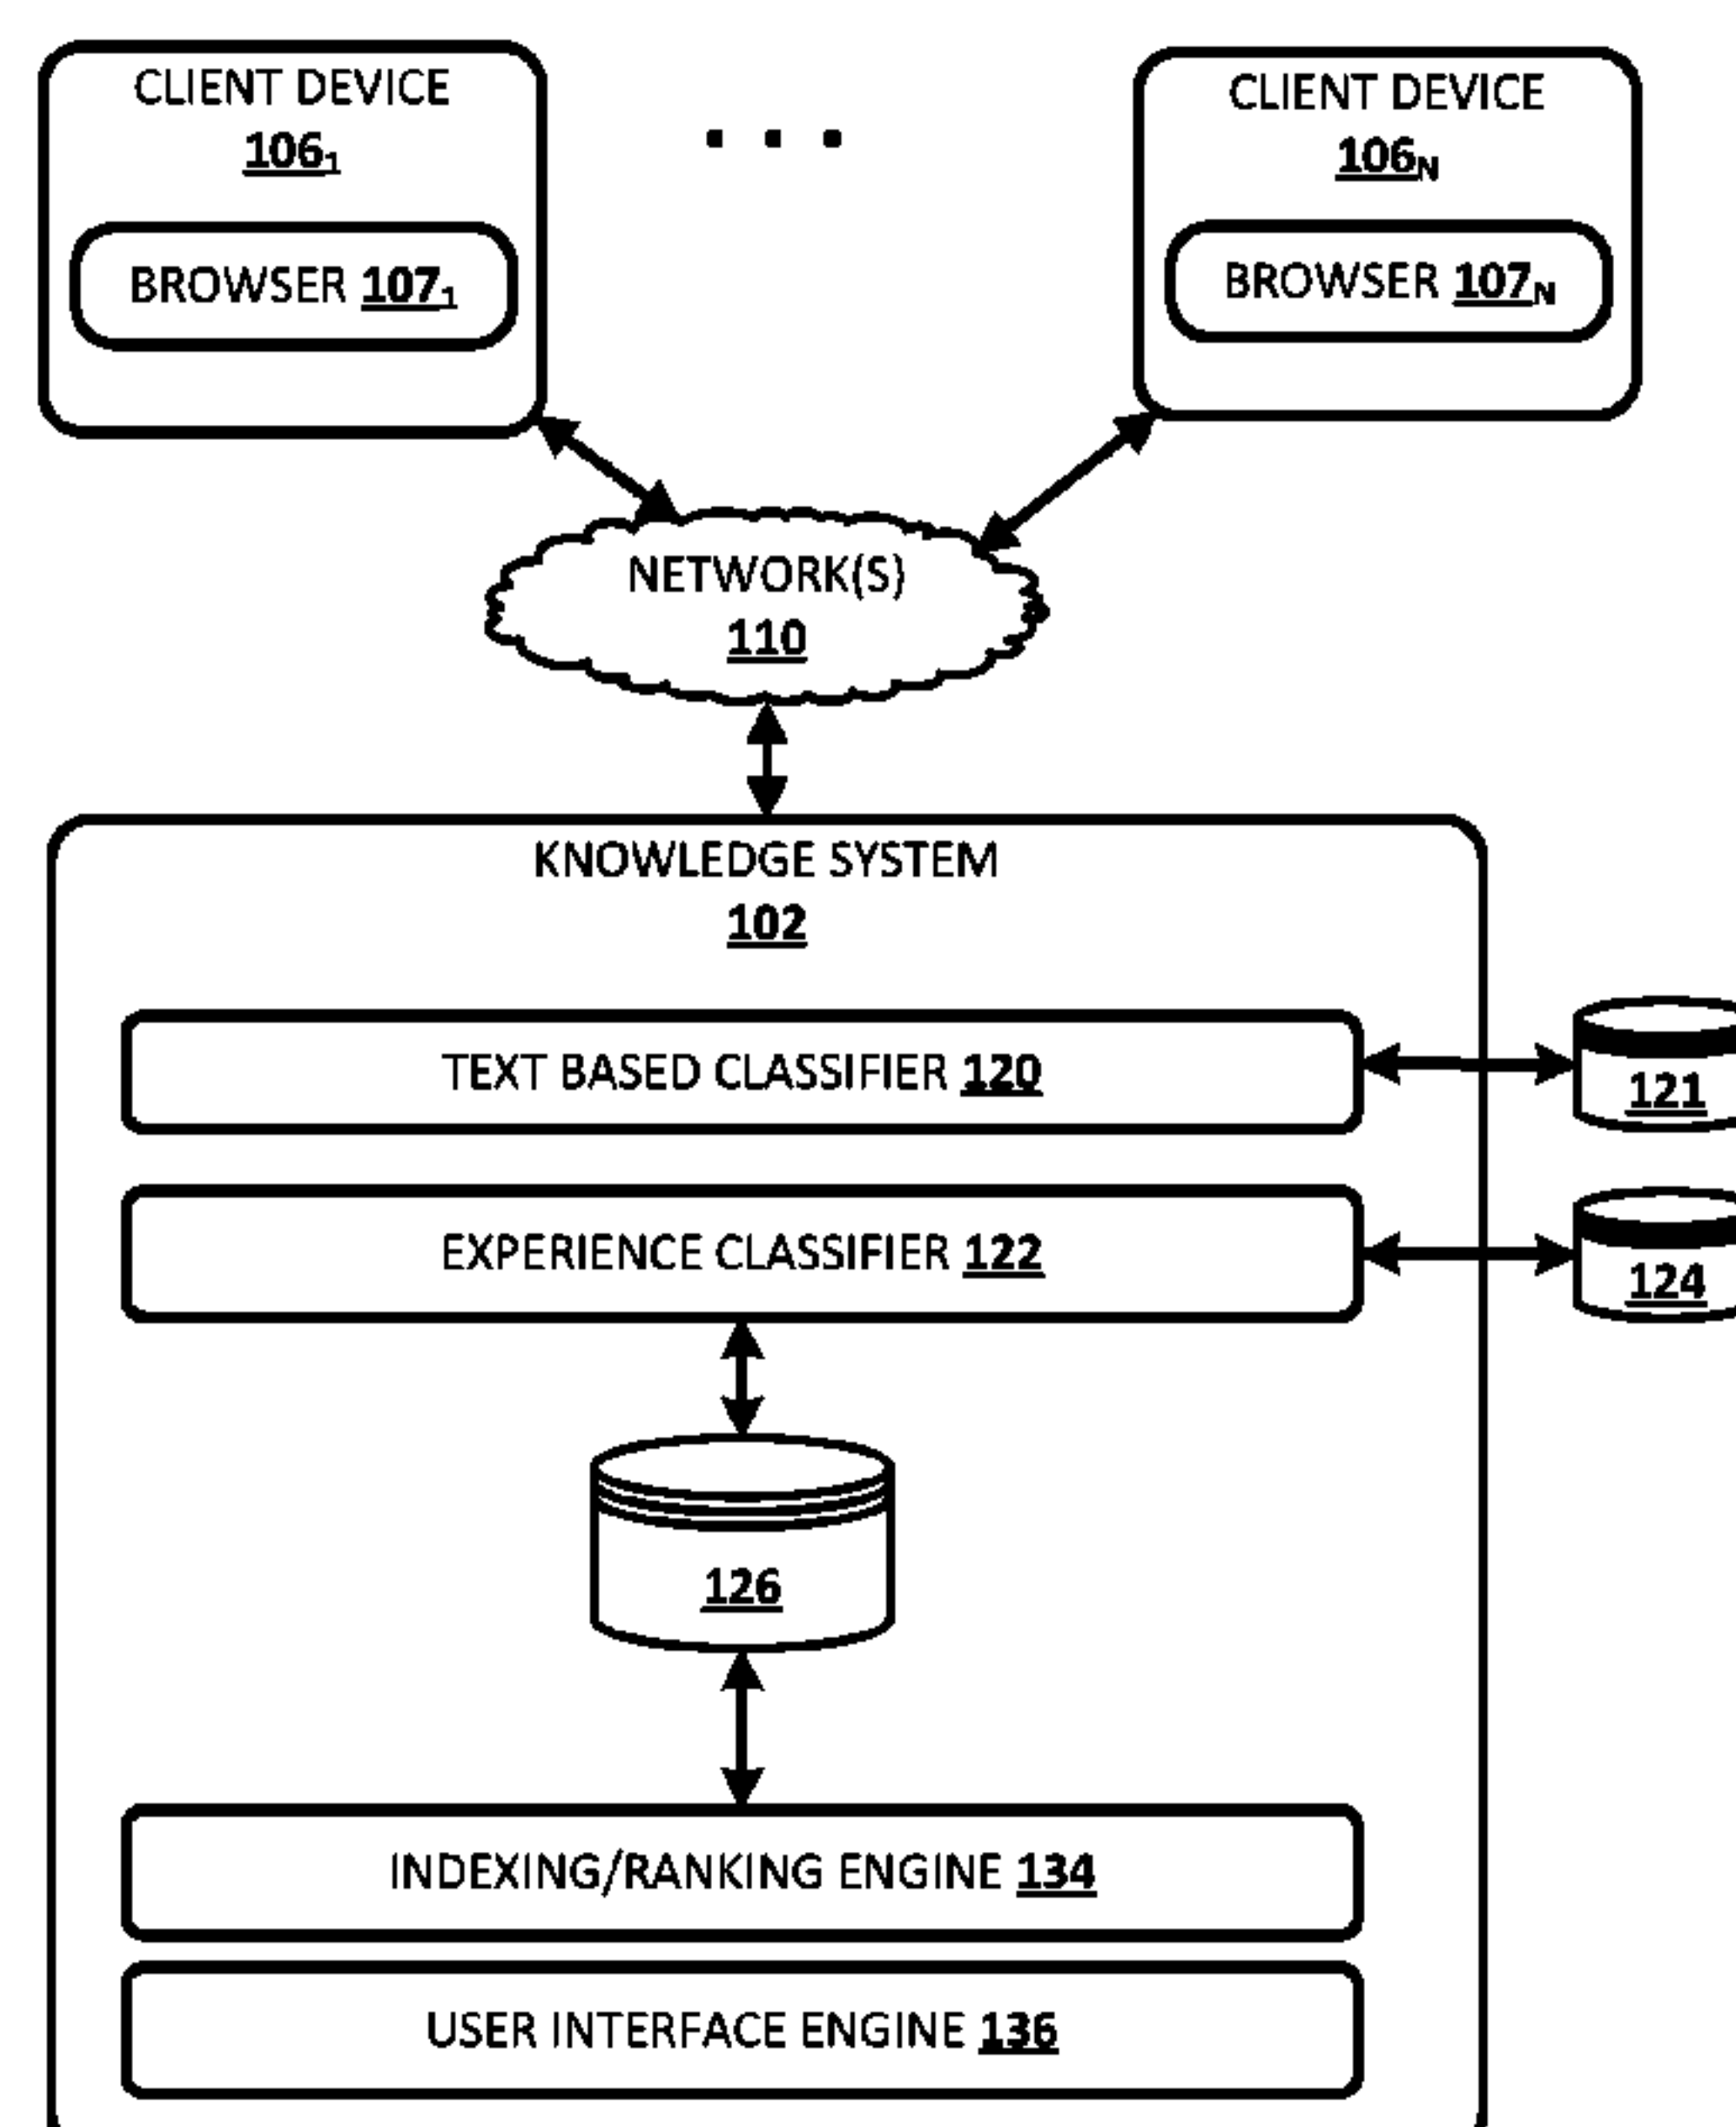 CLIENT DEVICE
106₁
BROWSER 107₁
. . .
CLIENT DEVICE
106N
BROWSER 107N
NETWORK(S)
110
KNOWLEDGE SYSTEM
102
TEXT BASED CLASSIFIER 120
121
EXPERIENCE CLASSIFIER 122
124
126
INDEXING/RANKING ENGINE 134
USER INTERFACE ENGINE 136